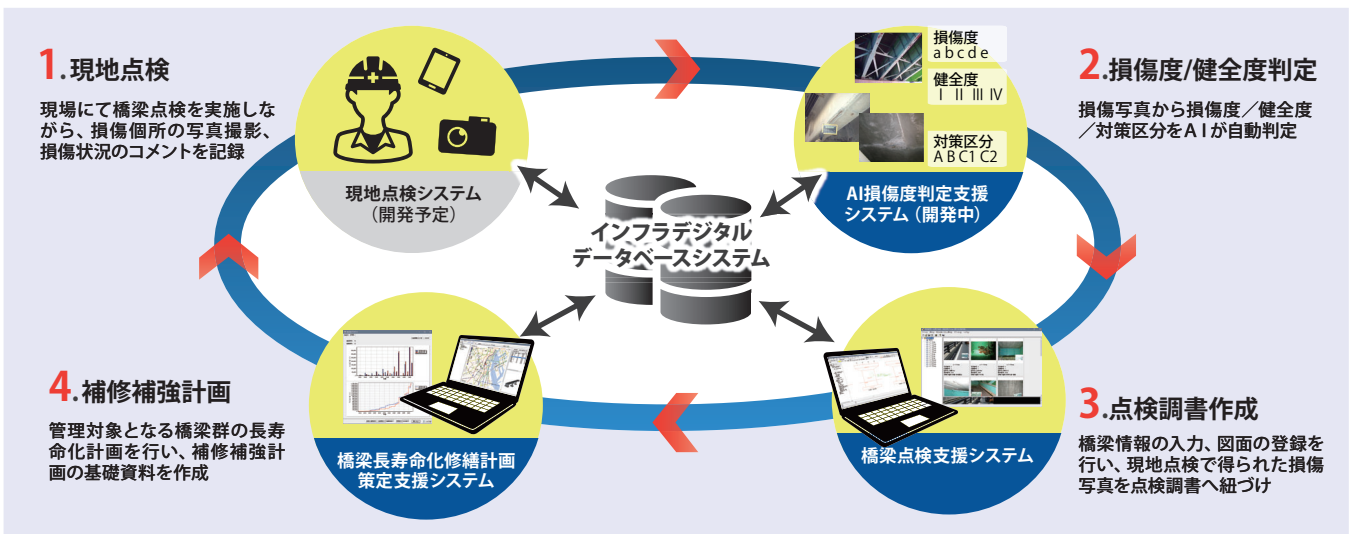 1.現地点検
現場にて橋梁点検を実施しな
がら、損傷個所の写真撮影、
損傷状況のコメントを記録
現地点検システム
（開発予定）
損傷度
a b c d e
健全度
I II III IV
対策区分
A B C1 C2
AI損傷度判定支援
システム（開発中）
2.損傷度/健全度判定
損傷写真から損傷度／健全度
／対策区分をＡＩが自動判定
インフラデジタル
データベースシステム
橋梁点検支援システム
3.点検調書作成
橋梁情報の入力、図面の登録を
行い、現地点検で得られた損傷
写真を点検調書へ紐づけ
橋梁長寿命化修繕計画
策定支援システム
4.補修補強計画
管理対象となる橋梁群の長寿
命化計画を行い、補修補強計
画の基礎資料を作成